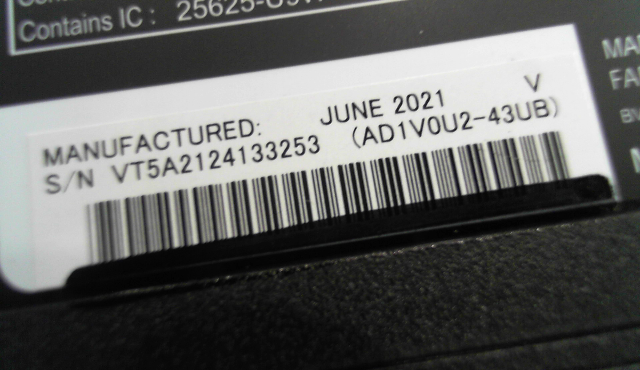 Contains IC : 25625-
MANUFACTURED: JUNE 2021 V
S/N VT5A2124133253 (AD1V0U2-43UB)